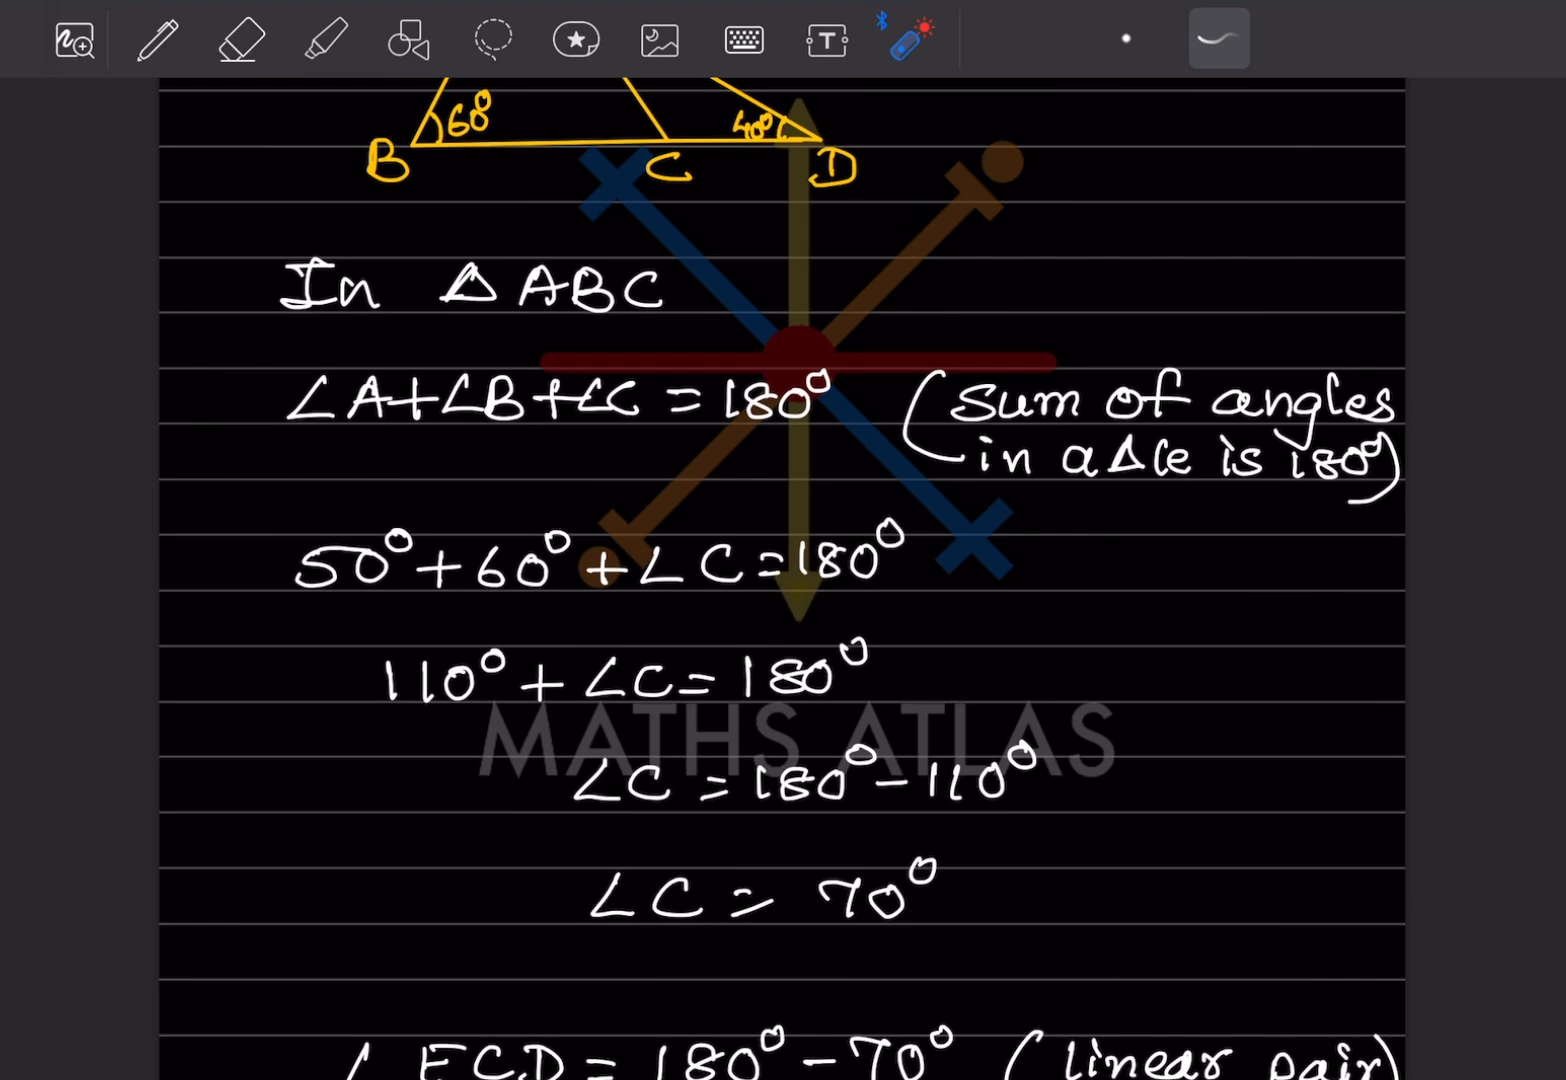 60°
40°
B C D
In △ ABC
∠A+∠B+∠C = 180° (sum of angles
in a △le is 180°)
50°+60°+∠C=180°
110°+∠C=180°
MATHS ATLAS
∠C = 180°-110°
∠C = 70°
∠ECD = 180°-70° (linear pair)